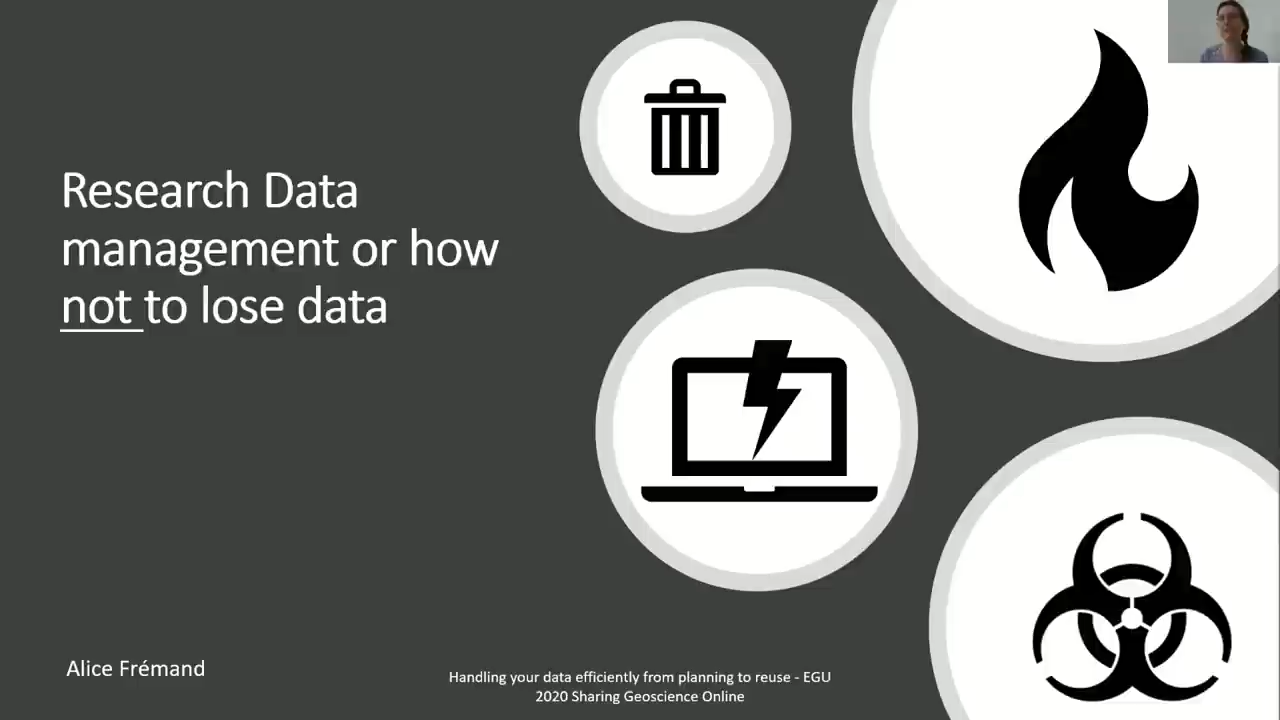 Research Data
management or how
not to lose data
Alice Frémand
Handling your data efficiently from planning to reuse - EGU
2020 Sharing Geoscience Online